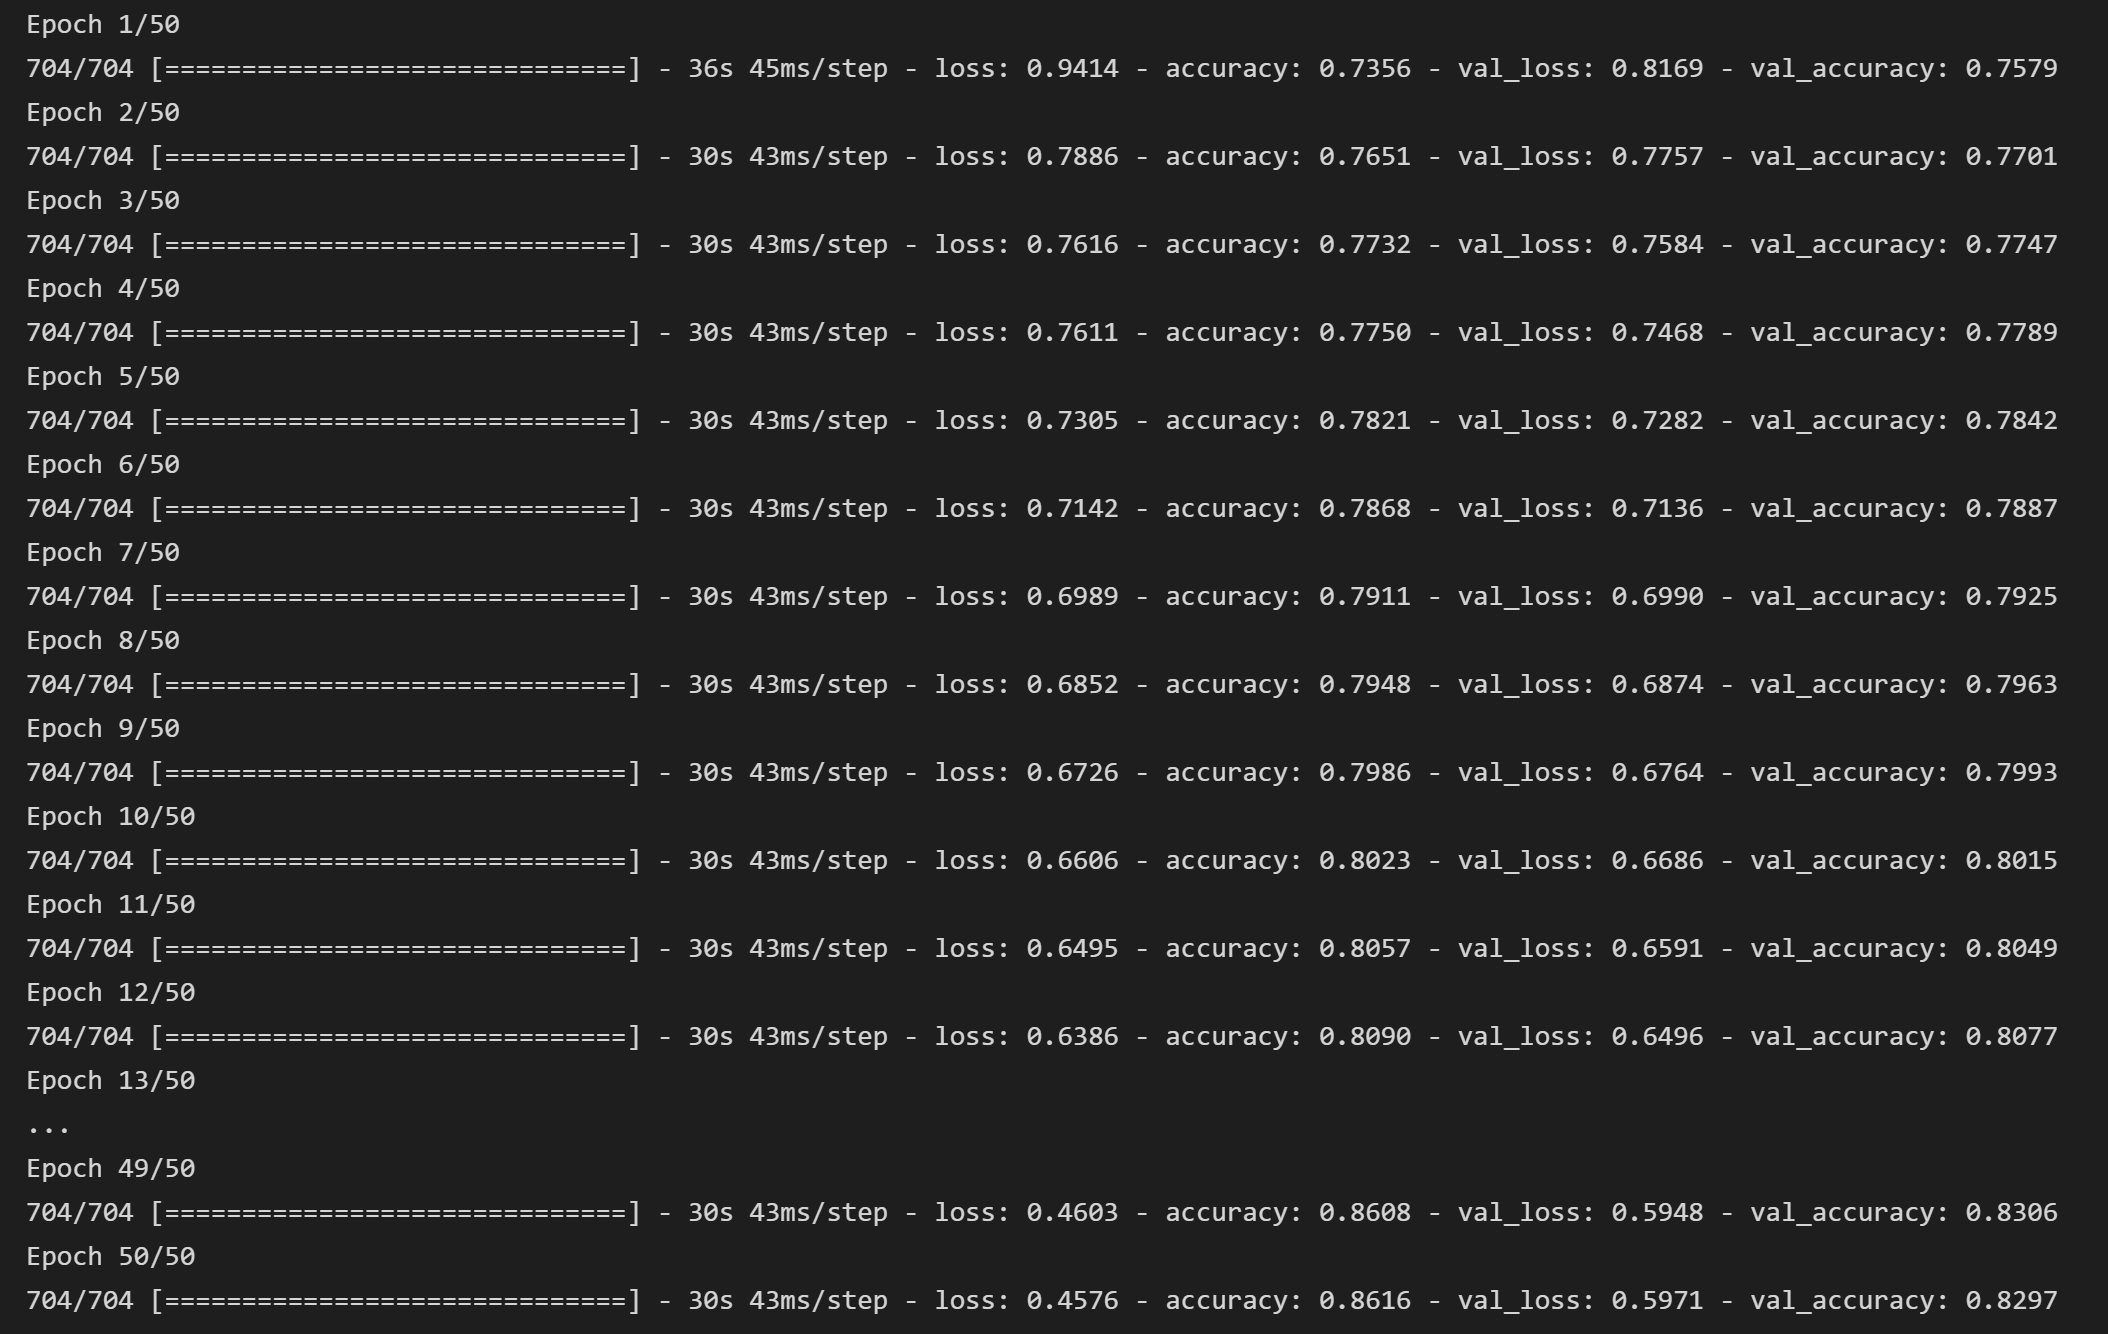 Epoch 1/50
704/704 [==============================] - 36s 45ms/step - loss: 0.9414 - accuracy: 0.7356 - val_loss: 0.8169 - val_accuracy: 0.7579
Epoch 2/50
704/704 [==============================] - 30s 43ms/step - loss: 0.7886 - accuracy: 0.7651 - val_loss: 0.7757 - val_accuracy: 0.7701
Epoch 3/50
704/704 [==============================] - 30s 43ms/step - loss: 0.7616 - accuracy: 0.7732 - val_loss: 0.7584 - val_accuracy: 0.7747
Epoch 4/50
704/704 [==============================] - 30s 43ms/step - loss: 0.7611 - accuracy: 0.7750 - val_loss: 0.7468 - val_accuracy: 0.7789
Epoch 5/50
704/704 [==============================] - 30s 43ms/step - loss: 0.7305 - accuracy: 0.7821 - val_loss: 0.7282 - val_accuracy: 0.7842
Epoch 6/50
704/704 [==============================] - 30s 43ms/step - loss: 0.7142 - accuracy: 0.7868 - val_loss: 0.7136 - val_accuracy: 0.7887
Epoch 7/50
704/704 [==============================] - 30s 43ms/step - loss: 0.6989 - accuracy: 0.7911 - val_loss: 0.6990 - val_accuracy: 0.7925
Epoch 8/50
704/704 [==============================] - 30s 43ms/step - loss: 0.6852 - accuracy: 0.7948 - val_loss: 0.6874 - val_accuracy: 0.7963
Epoch 9/50
704/704 [==============================] - 30s 43ms/step - loss: 0.6726 - accuracy: 0.7986 - val_loss: 0.6764 - val_accuracy: 0.7993
Epoch 10/50
704/704 [==============================] - 30s 43ms/step - loss: 0.6606 - accuracy: 0.8023 - val_loss: 0.6686 - val_accuracy: 0.8015
Epoch 11/50
704/704 [==============================] - 30s 43ms/step - loss: 0.6495 - accuracy: 0.8057 - val_loss: 0.6591 - val_accuracy: 0.8049
Epoch 12/50
704/704 [==============================] - 30s 43ms/step - loss: 0.6386 - accuracy: 0.8090 - val_loss: 0.6496 - val_accuracy: 0.8077
Epoch 13/50
...
Epoch 49/50
704/704 [==============================] - 30s 43ms/step - loss: 0.4603 - accuracy: 0.8608 - val_loss: 0.5948 - val_accuracy: 0.8306
Epoch 50/50
704/704 [==============================] - 30s 43ms/step - loss: 0.4576 - accuracy: 0.8616 - val_loss: 0.5971 - val_accuracy: 0.8297